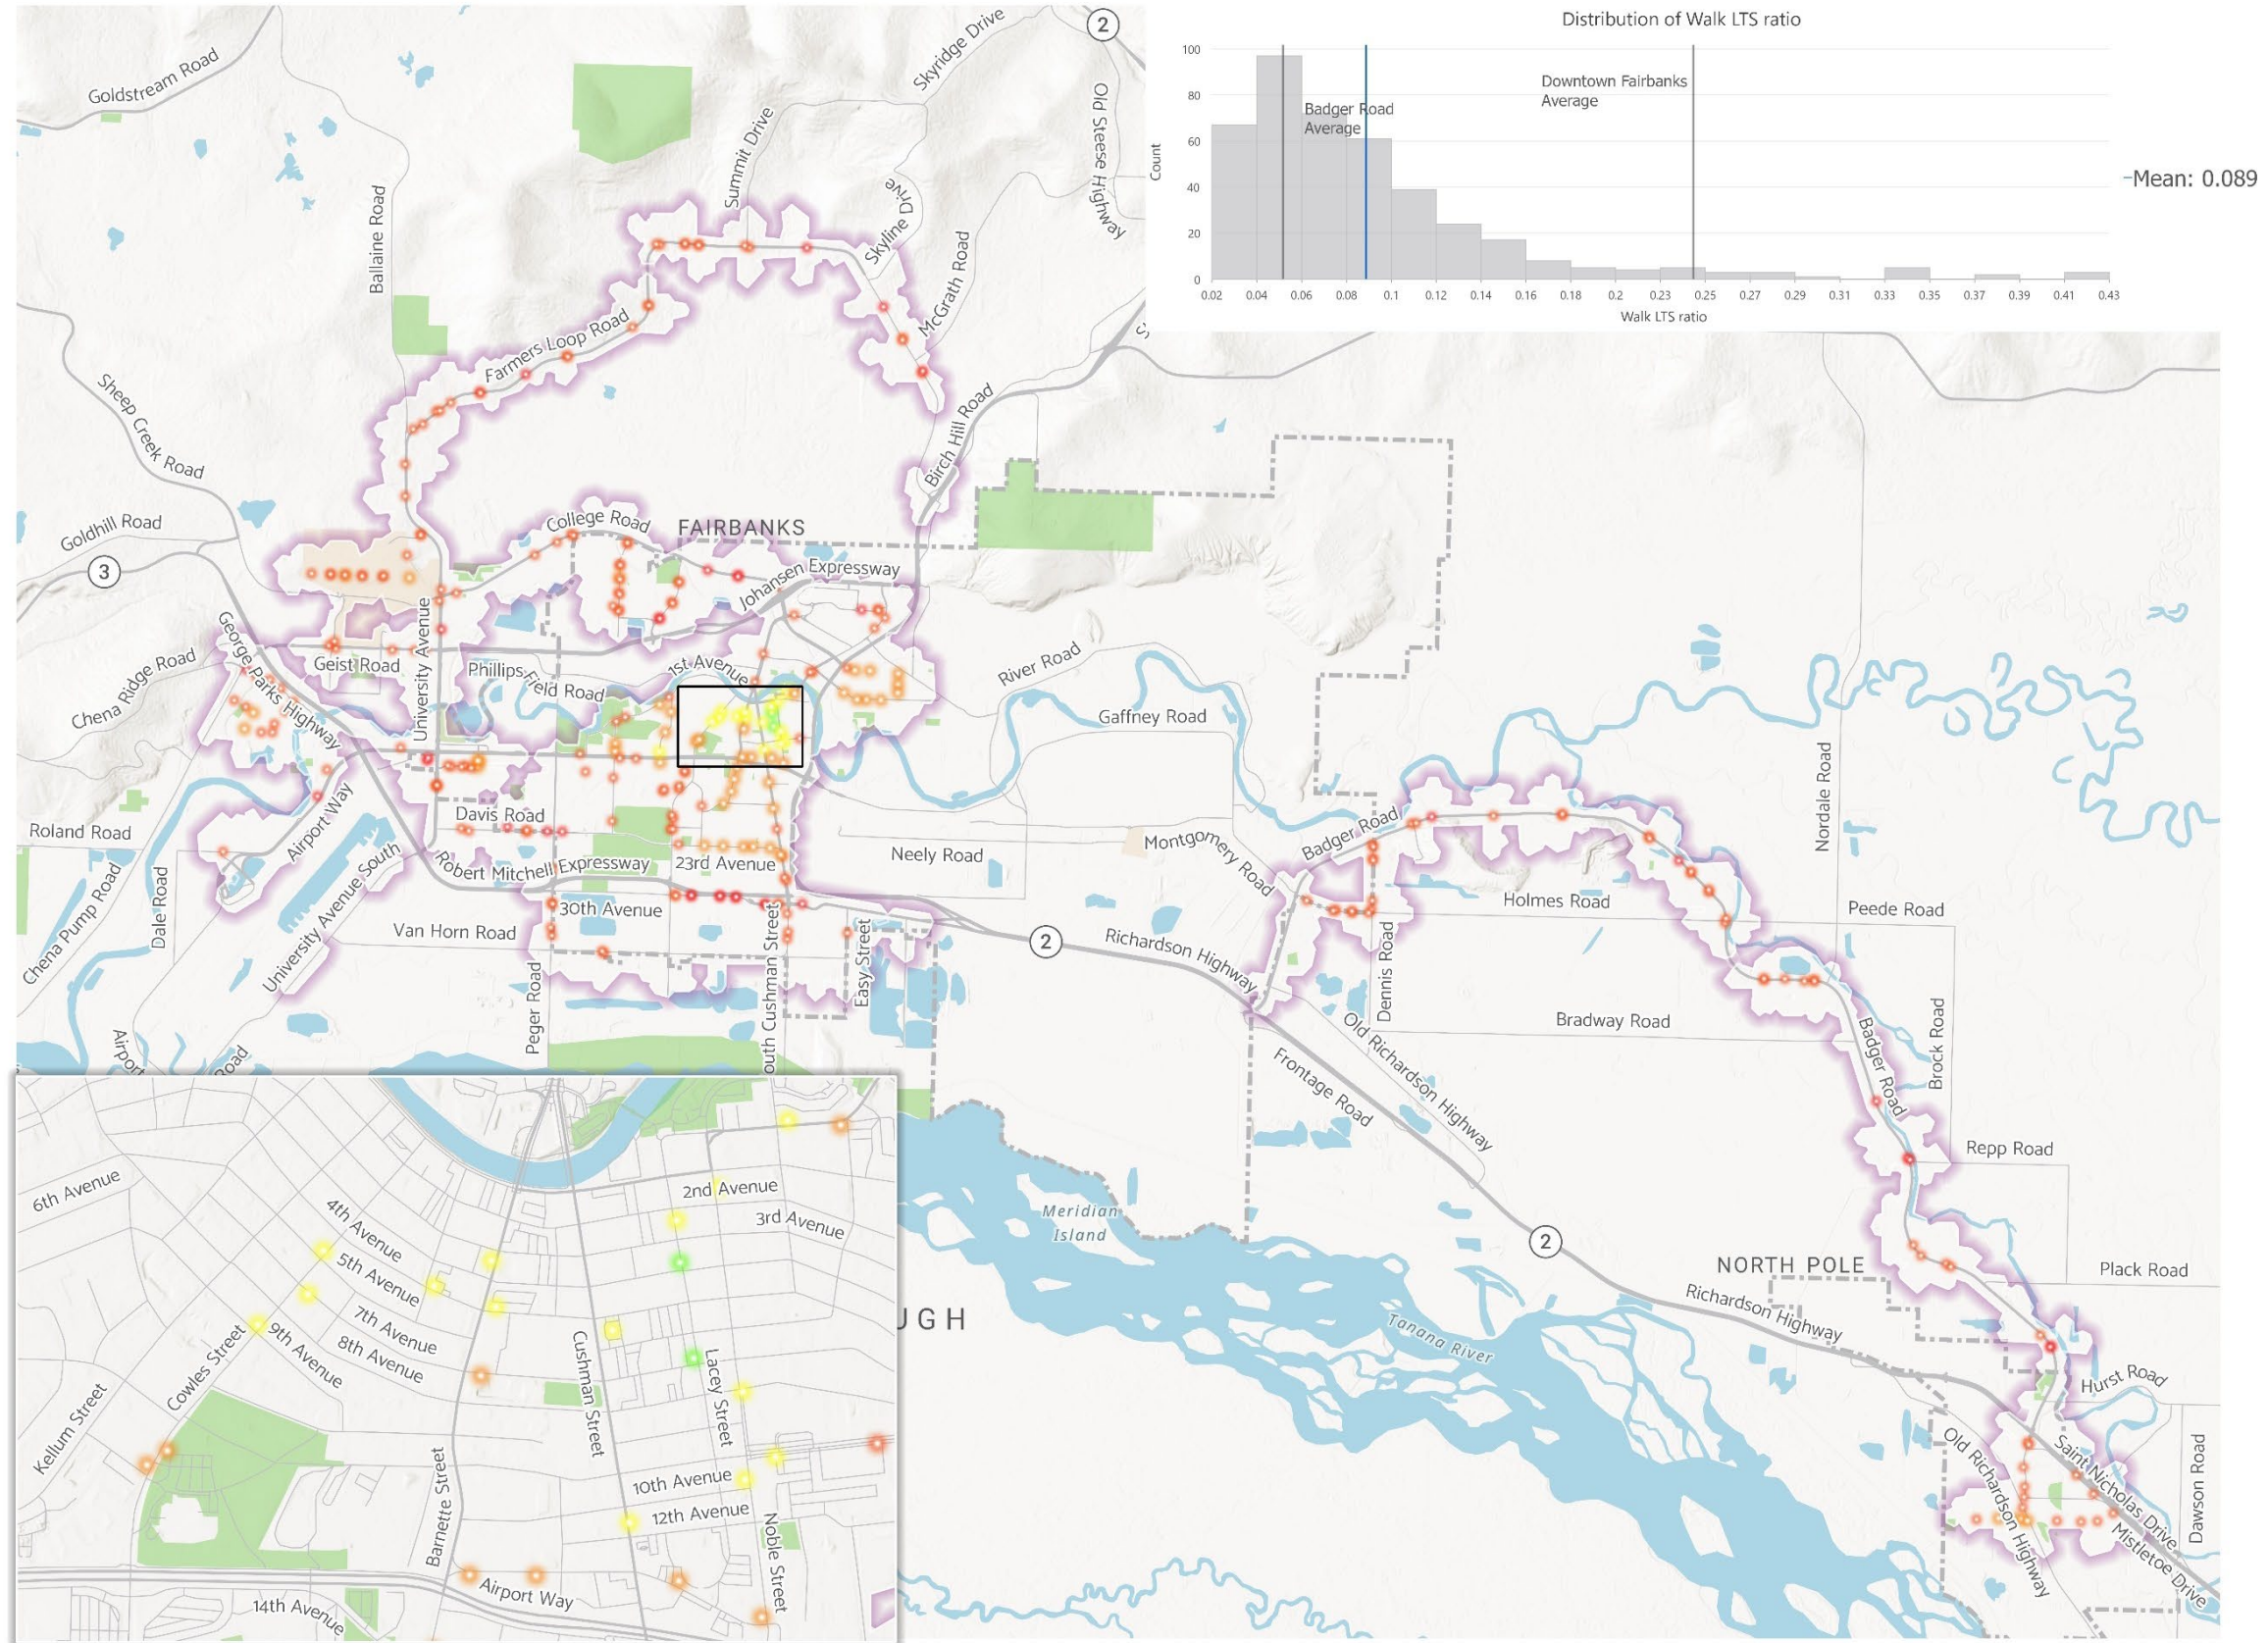 Distribution of Walk LTS ratio
100
80
60
40
20
0
Count
Badger Road
Average
Downtown Fairbanks
Average
Mean: 0.089
0.02 0.04 0.06 0.08 0.1 0.12 0.14 0.16 0.18 0.2 0.23 0.25 0.27 0.29 0.31 0.33 0.35 0.37 0.39 0.41 0.43
Walk LTS ratio
Goldstream Road
Skyridge Drive
2
Old Steese Highway
Summit Drive
Ballaine Road
Skyline Drive
McGrath Road
Farmers Loop Road
Sheep Creek Road
Birch Hill Road
Goldhill Road
3
College Road
FAIRBANKS
Johansen Expressway
University Avenue
George Parks Highway
Geist Road
Chena Ridge Road
Phillips Field Road
1st Avenue
River Road
Gaffney Road
Nordale Road
Davis Road
Airport Way
Roland Road
Robert Mitchell Expressway
23rd Avenue
Neely Road
Montgomery Road
Badger Road
Chena Pump Road
Dale Road
University Avenue South
30th Avenue
Van Horn Road
Peger Road
outh Cushman Street
Easy Street
2
Richardson Highway
Dennis Road
Holmes Road
Peede Road
Bradway Road
Brock Road
Badger Road
Airport
Road
Old Richardson Highway
Frontage Road
Repp Road
Meridian
Island
2
NORTH POLE
Plack Road
Richardson Highway
Tanana River
UGH
Hurst Road
Old Richardson Highway
Saint Nicholas Drive
Mistletoe Drive
Dawson Road
6th Avenue
4th Avenue
5th Avenue
7th Avenue
8th Avenue
9th Avenue
Cowles Street
Kellum Street
2nd Avenue
3rd Avenue
Cushman Street
Lacey Street
Barnette Street
10th Avenue
12th Avenue
Noble Street
Airport Way
14th Avenue